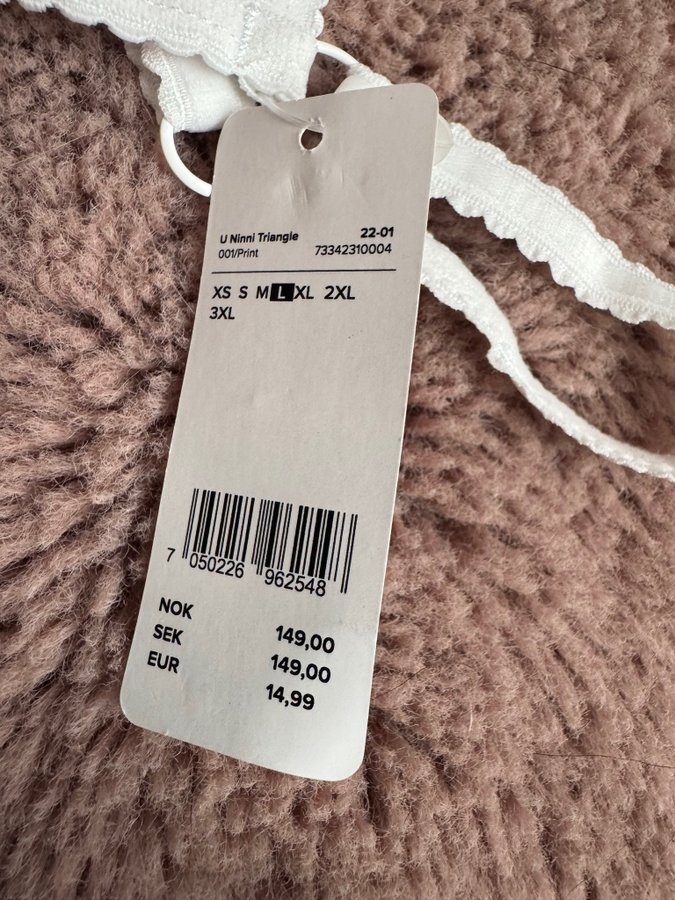 U Ninni Triangle 22-01
001/Print 73342310004
XS S M L XL 2XL
3XL
7 050226 962548
NOK 149,00
SEK 149,00
EUR 14,99